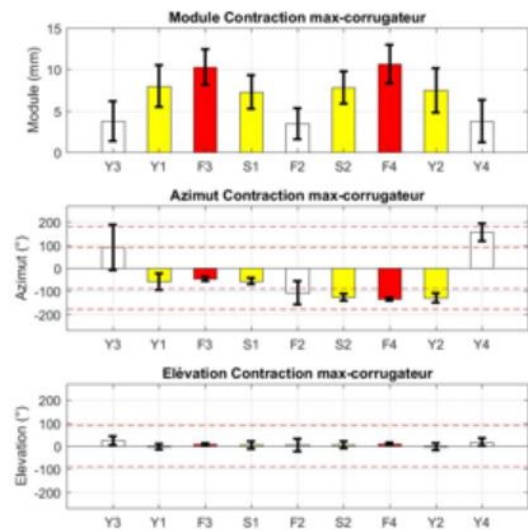 Module Contraction max-corrugateur
15
10
5
0
Module (mm)
Y3 Y1 F3 S1 F2 S2 F4 Y2 Y4
Azimut Contraction max-corrugateur
200
100
0
-100
-200
Azimut (°)
Y3 Y1 F3 S1 F2 S2 F4 Y2 Y4
Elévation Contraction max-corrugateur
200
100
0
-100
-200
Elevation (°)
Y3 Y1 F3 S1 F2 S2 F4 Y2 Y4